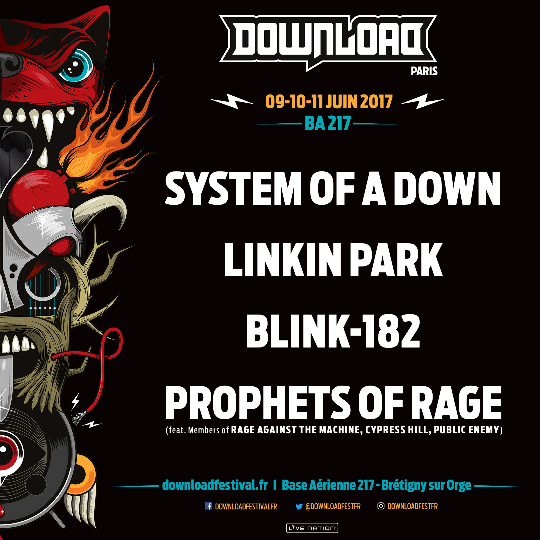 DOWNLOAD
PARIS
09-10-11 JUIN 2017
BA 217
SYSTEM OF A DOWN
LINKIN PARK
BLINK-182
PROPHETS OF RAGE
(feat. Members of RAGE AGAINST THE MACHINE, CYPRESS HILL, PUBLIC ENEMY)
downloadfestival.fr | Base Aérienne 217 - Brétigny sur Orge
DOWNLOADFESTIVALFR @DOWNLOADFESTFR DOWNLOADFESTFR
LIVE NATION